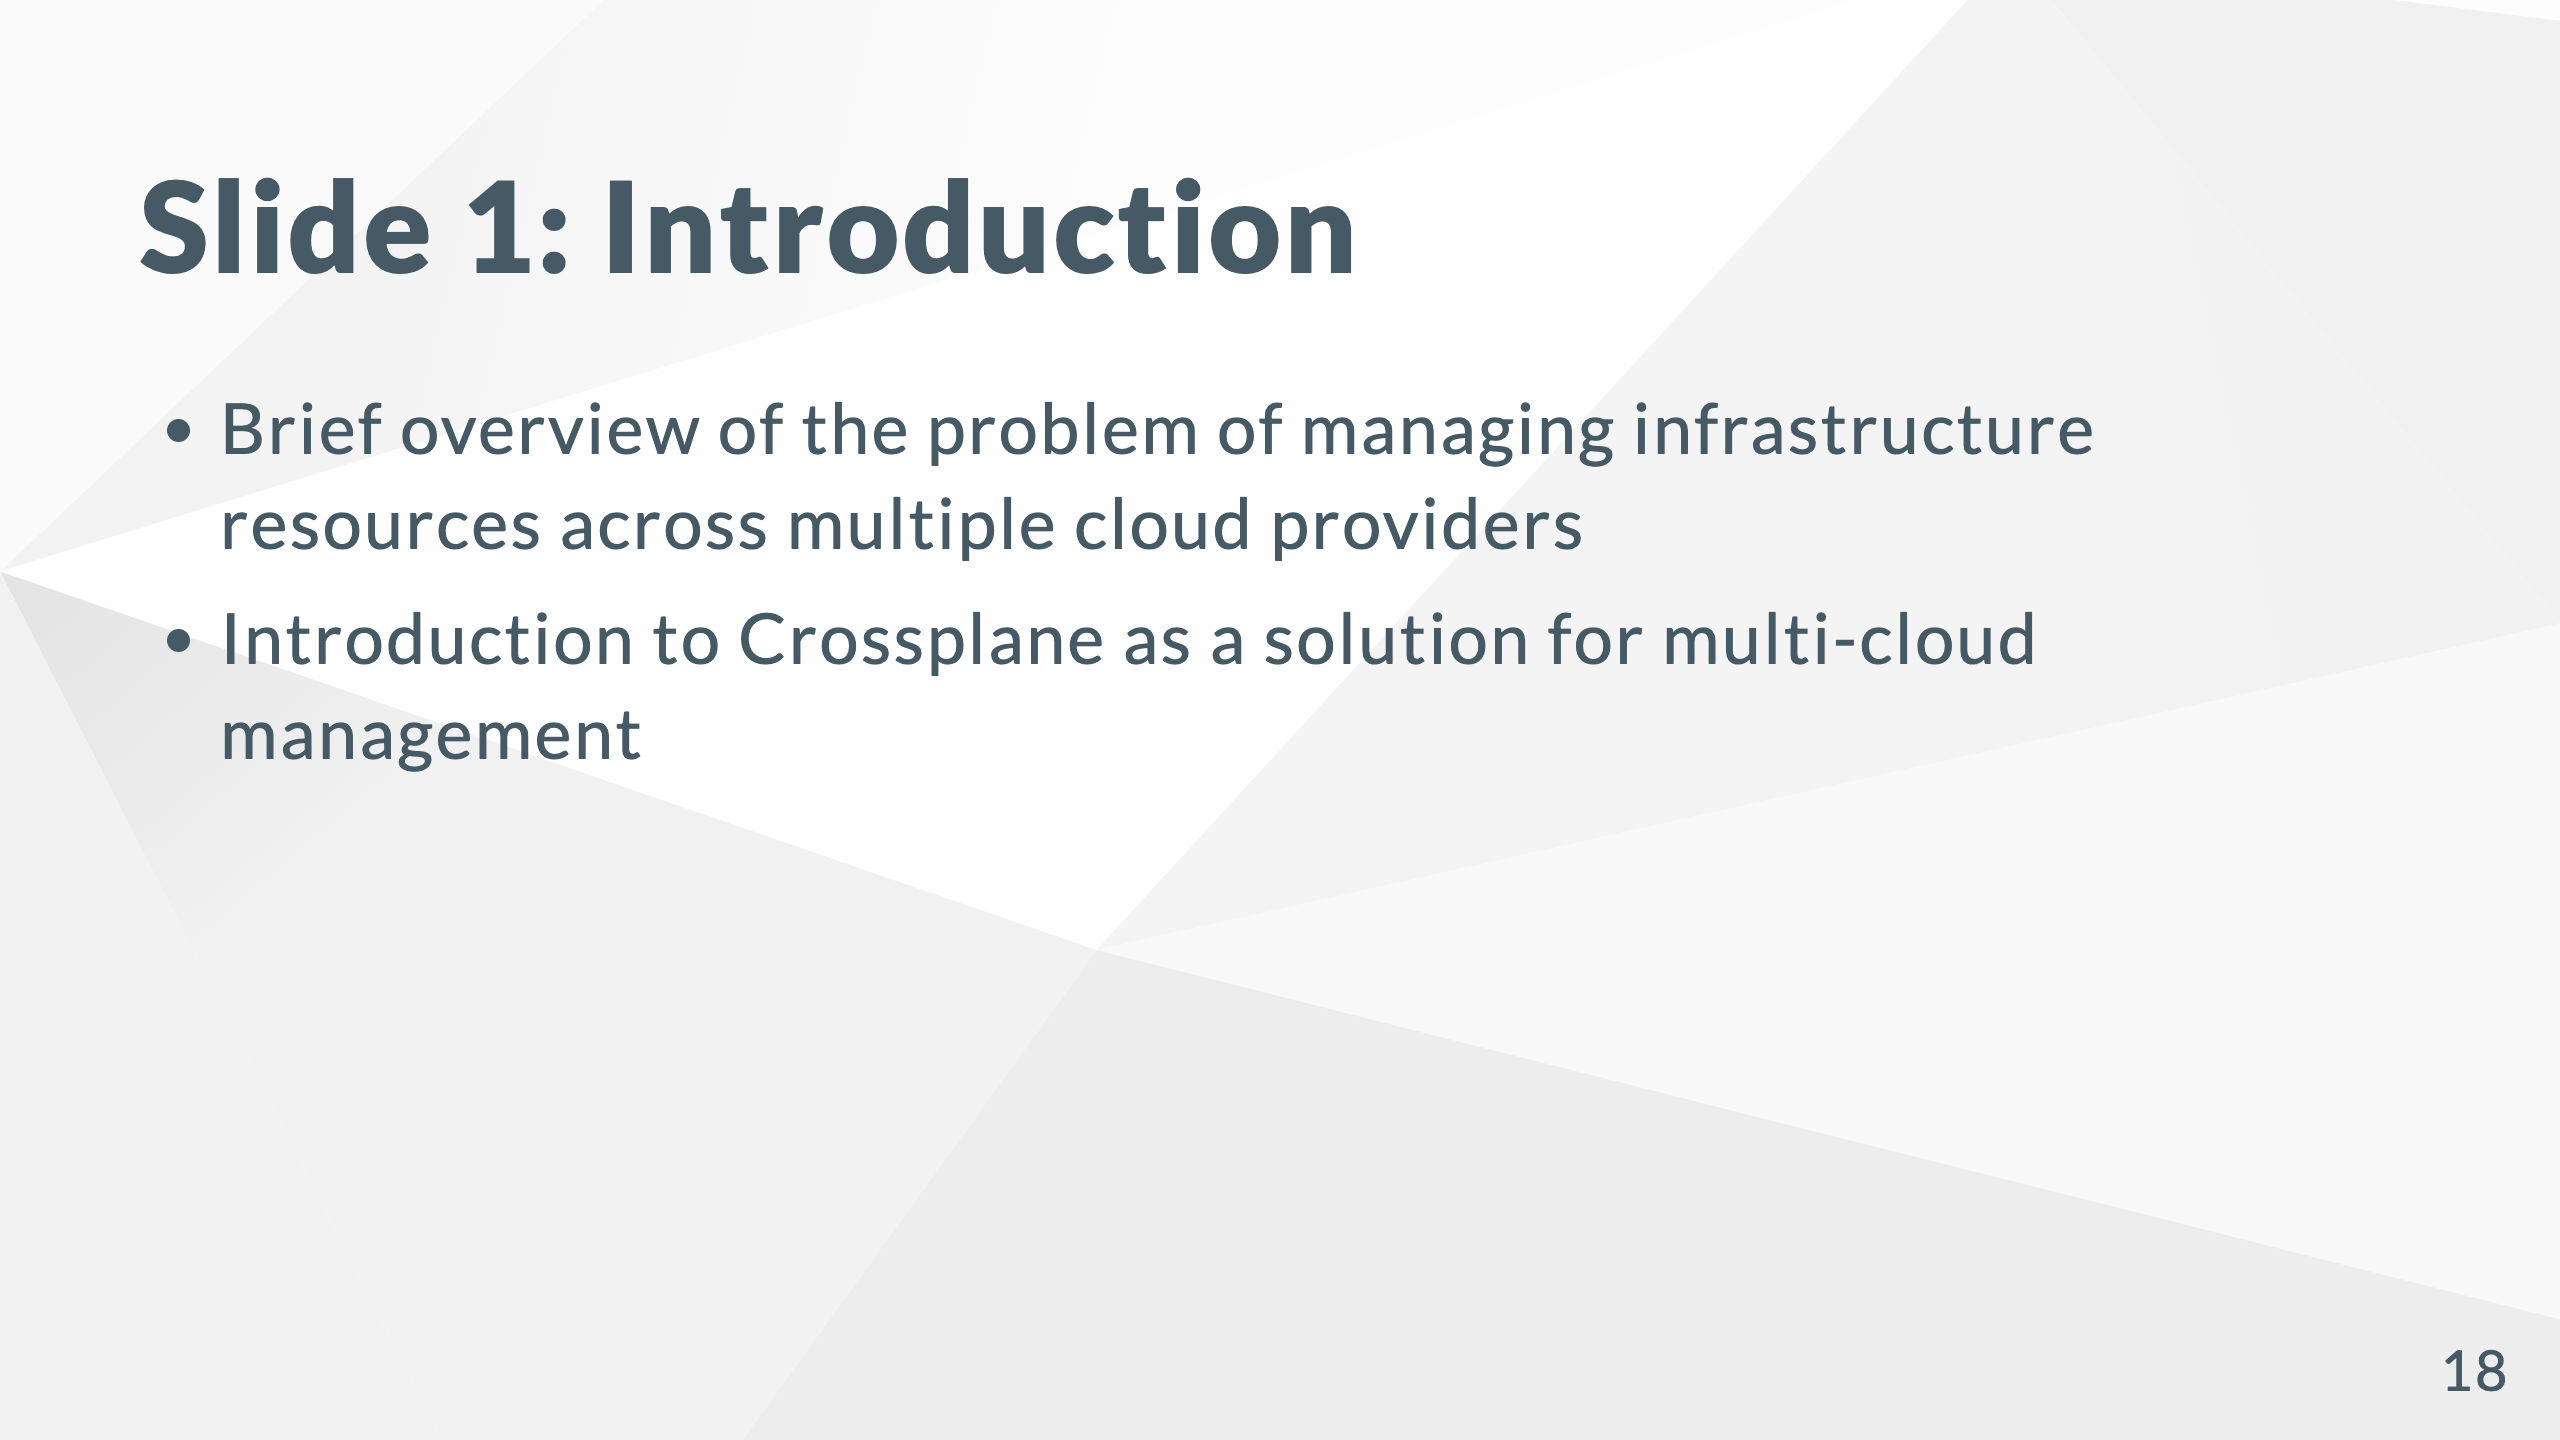 Slide 1: Introduction
• Brief overview of the problem of managing infrastructure
resources across multiple cloud providers
• Introduction to Crossplane as a solution for multi-cloud
management
18